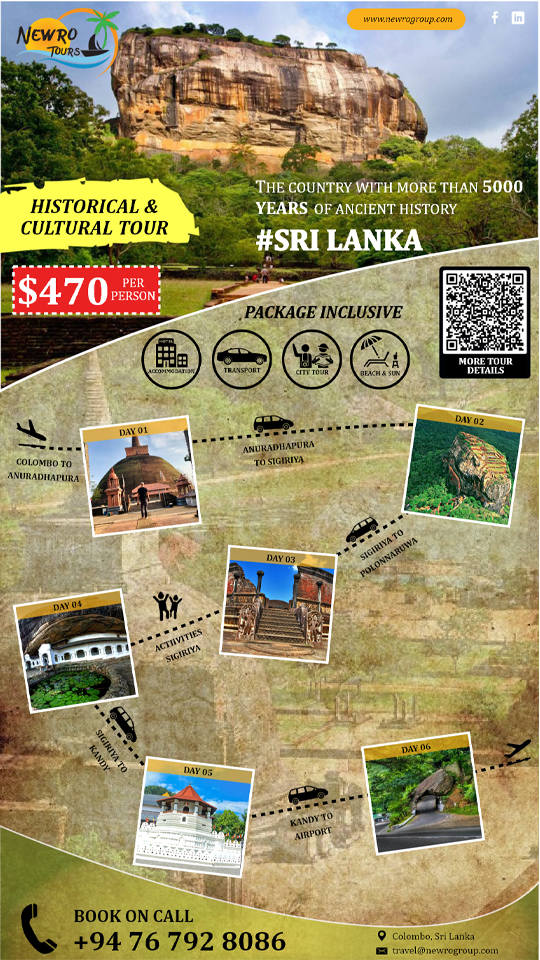 NEWRO
TOURS
www.newrogroup.com
THE COUNTRY WITH MORE THAN 5000
YEARS OF ANCIENT HISTORY
#SRI LANKA
HISTORICAL &
CULTURAL TOUR
$470 PER
PERSON
PACKAGE INCLUSIVE
HOTEL
ACCOMMODATION
TRANSPORT
CITY TOUR
BEACH & SUN
MORE TOUR
DETAILS
COLOMBO TO
ANURADHAPURA
DAY 01
ANURADHAPURA
TO SIGIRIYA
DAY 02
SIGIRIYA TO
POLONNARUWA
DAY 03
ACTIIVITIES
SIGIRIYA
DAY 04
SIGIRIYA TO
KANDY
DAY 05
KANDY TO
AIRPORT
DAY 06
BOOK ON CALL
+94 76 792 8086
Colombo, Sri Lanka
travel@newrogroup.com